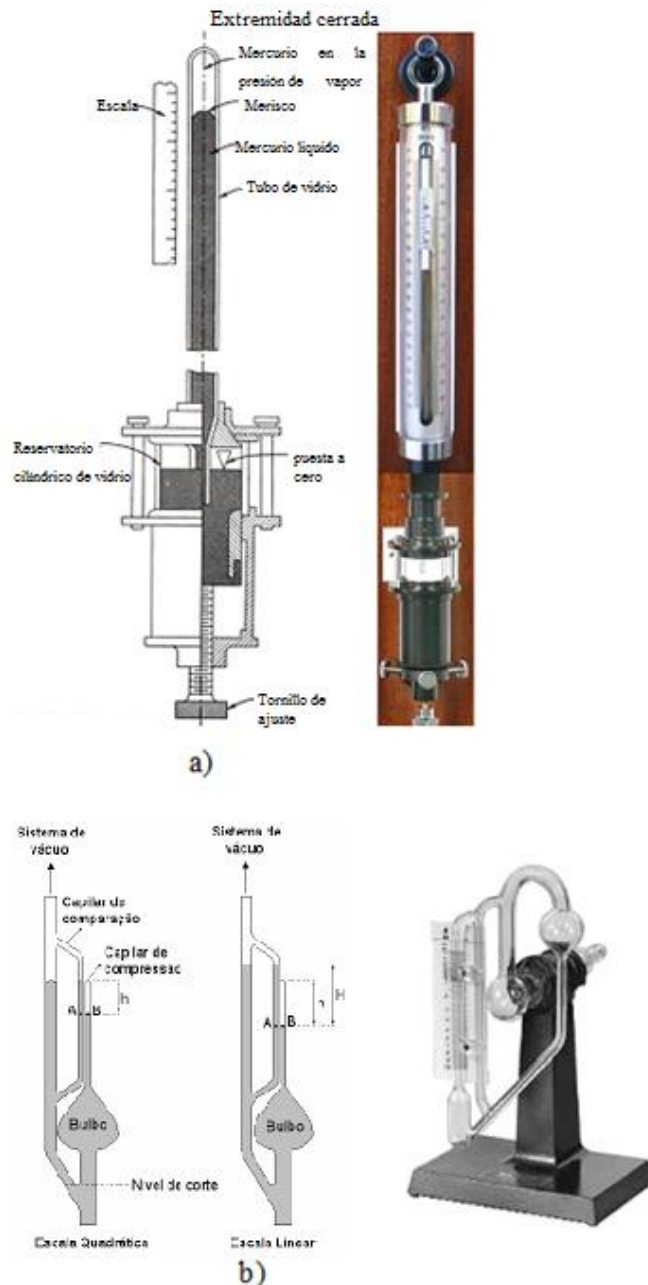 Extremidad cerrada
Mercurio en la
presión de vapor
Escala
Merisco
Mercurio líquido
Tubo de vidrio
Reservatorio
cilíndrico de vidrio
puesta a
cero
Tornillo de
ajuste
a)
Sistema de
vácuo
Sistema de
vácuo
Capilar de
comparação
Capilar de
compressão
h
H
A
B
A
B
Bulbo
Bulbo
Nível de corte
Escala Quadrática
Escala Linear
b)